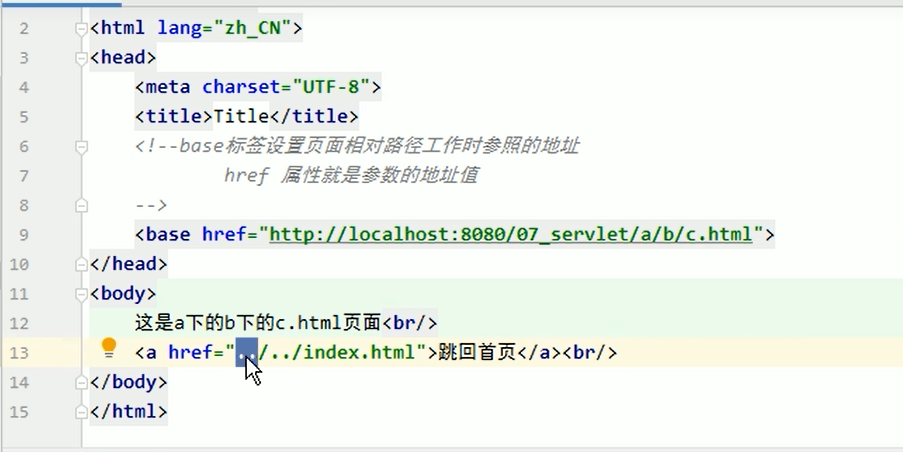 2 <html lang="zh_CN">
3 <head>
4 <meta charset="UTF-8">
5 <title>Title</title>
6 <!--base标签设置页面相对路径工作时参照的地址
7 href 属性就是参数的地址值
8 -->
9 <base href="http://localhost:8080/07_servlet/a/b/c.html">
10 </head>
11 <body>
12 这是a下的b下的c.html页面<br/>
13 <a href="../../index.html">跳回首页</a><br/>
14 </body>
15 </html>